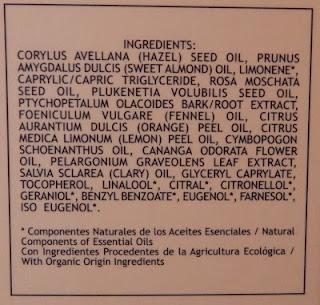 INGREDIENTS:
CORYLUS AVELLANA (HAZEL) SEED OIL, PRUNUS
AMYGDALUS DULCIS (SWEET ALMOND) OIL, LIMONENE*,
CAPRYLIC/CAPRIC TRIGLYCERIDE, ROSA MOSCHATA
SEED OIL, PLUKENETIA VOLUBILIS SEED OIL,
PTYCHOPETALUM OLACOIDES BARK/ROOT EXTRACT,
FOENICULUM VULGARE (FENNEL) OIL, CITRUS
AURANTIUM DULCIS (ORANGE) PEEL OIL, CITRUS
MEDICA LIMONUM (LEMON) PEEL OIL, CYMBOPOGON
SCHOENANTHUS OIL, CANANGA ODORATA FLOWER
OIL, PELARGONIUM GRAVEOLENS LEAF EXTRACT,
SALVIA SCLAREA (CLARY) OIL, GLYCERYL CAPRYLATE,
TOCOPHEROL, LINALOOL*, CITRAL*, CITRONELLOL*,
GERANIOL*, BENZYL BENZOATE*, EUGENOL*, FARNESOL*,
ISO EUGENOL*.
* Componentes Naturales de los Aceites Esenciales / Natural
Components of Essential Oils
Con Ingredientes Procedentes de la Agricultura Ecológica /
With Organic Origin Ingredients